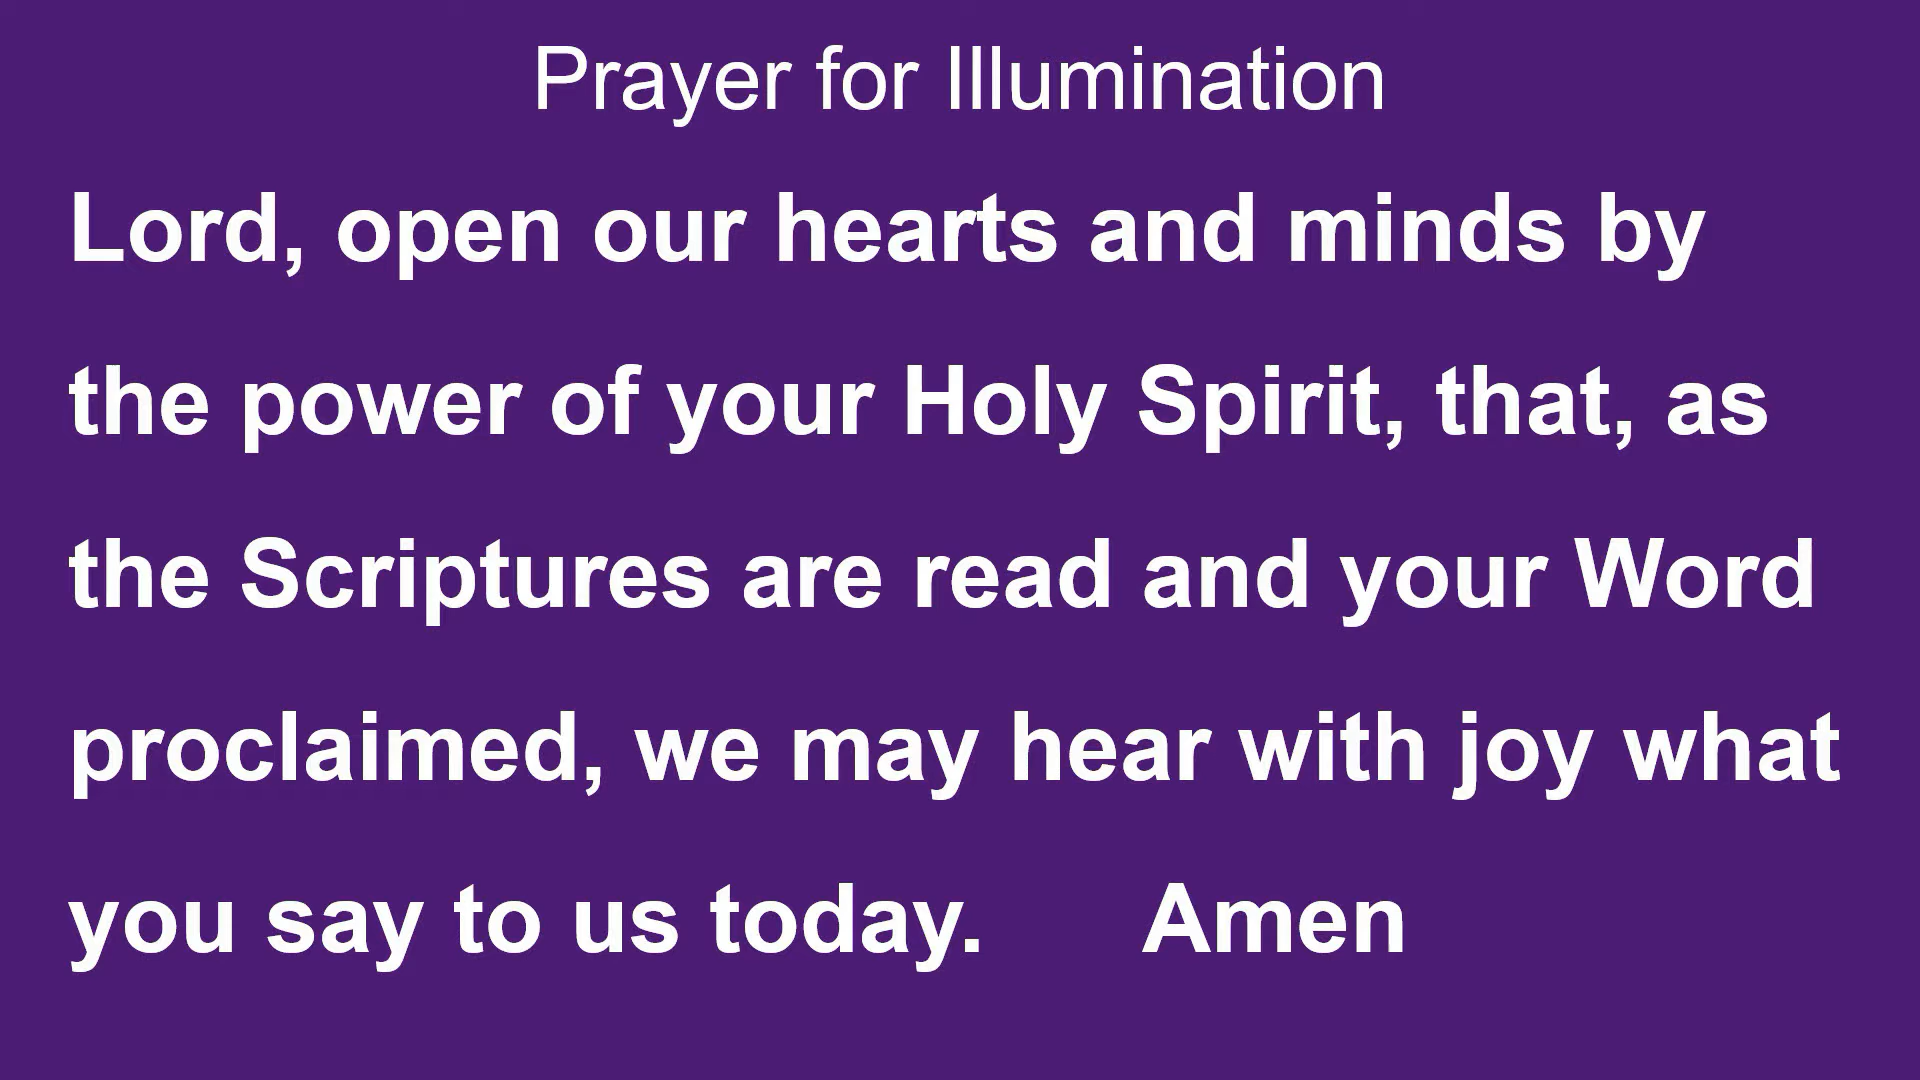 Prayer for Illumination
Lord, open our hearts and minds by
the power of your Holy Spirit, that, as
the Scriptures are read and your Word
proclaimed, we may hear with joy what
you say to us today. Amen